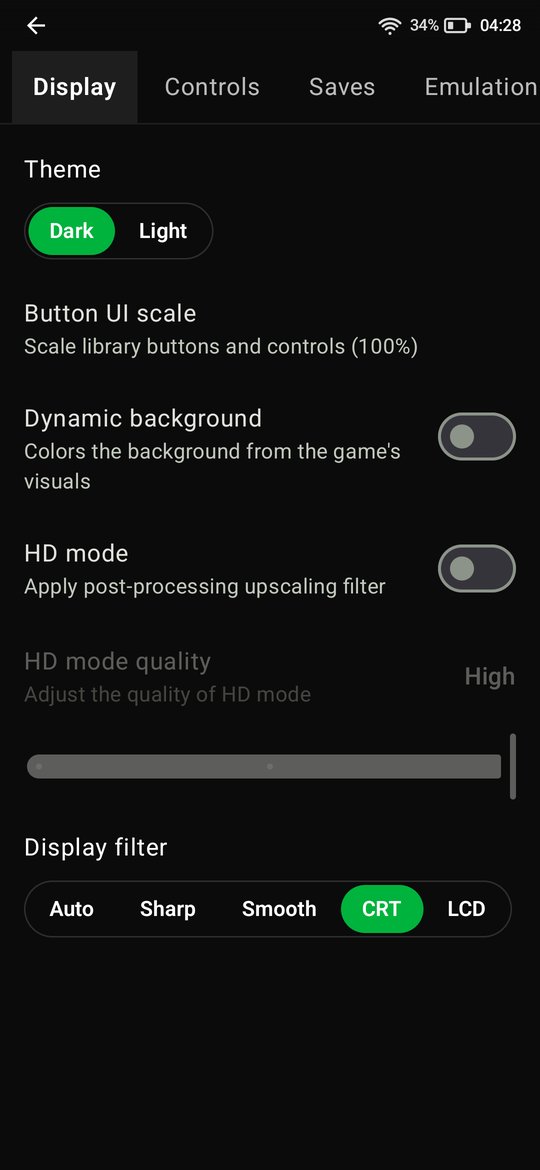 34% 04:28
Display Controls Saves Emulation
Theme
Dark Light
Button UI scale
Scale library buttons and controls (100%)
Dynamic background
Colors the background from the game's
visuals
HD mode
Apply post-processing upscaling filter
HD mode quality
High
Adjust the quality of HD mode
Display filter
Auto Sharp Smooth CRT LCD